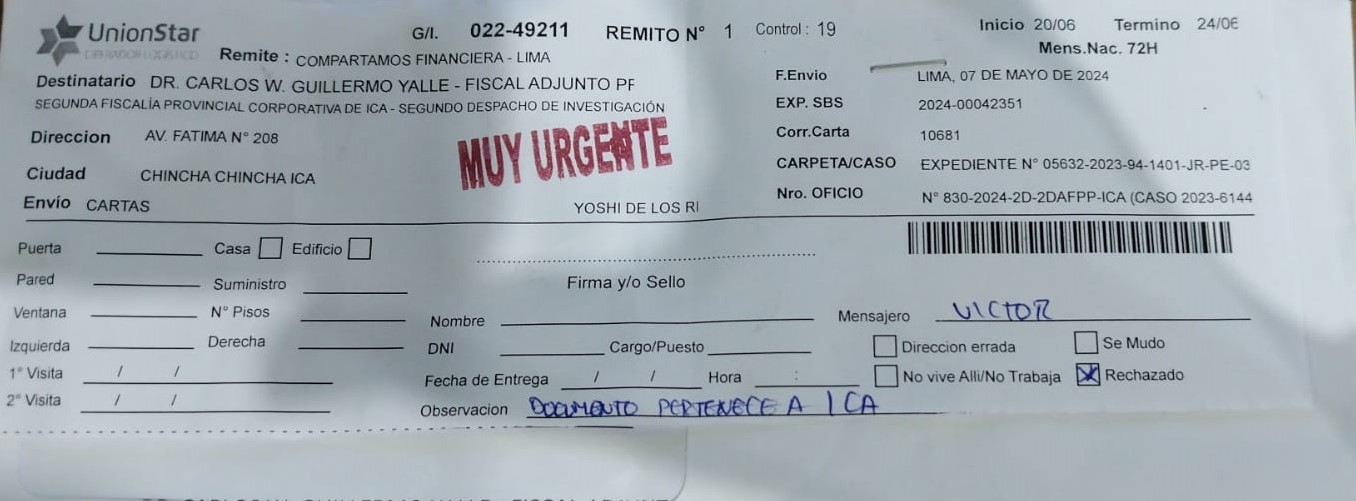 UnionStar G/I. 022-49211 REMITO N° 1 Control : 19 Inicio 20/06 Termino 24/06
OPERADOR LOGISTICO Remite : COMPARTAMOS FINANCIERA - LIMA Mens.Nac. 72H
Destinatario DR. CARLOS W. GUILLERMO YALLE - FISCAL ADJUNTO PF F.Envio LIMA, 07 DE MAYO DE 2024
SEGUNDA FISCALÍA PROVINCIAL CORPORATIVA DE ICA - SEGUNDO DESPACHO DE INVESTIGACIÓN EXP. SBS 2024-00042351
Direccion AV. FATIMA N° 208 MUY URGENTE Corr.Carta 10681
Ciudad CHINCHA CHINCHA ICA CARPETA/CASO EXPEDIENTE N° 05632-2023-94-1401-JR-PE-03
Envío CARTAS YOSHI DE LOS RI Nro. OFICIO N° 830-2024-2D-2DAFPP-ICA (CASO 2023-6144
Puerta Casa Edificio
Pared Suministro Firma y/o Sello
Ventana N° Pisos Nombre Mensajero VICTOR
Izquierda Derecha DNI Cargo/Puesto Direccion errada Se Mudo
1° Visita / / Fecha de Entrega / / Hora : No vive Alli/No Trabaja Rechazado
2° Visita / / Observacion DOCUMENTO PERTENECE A ICA